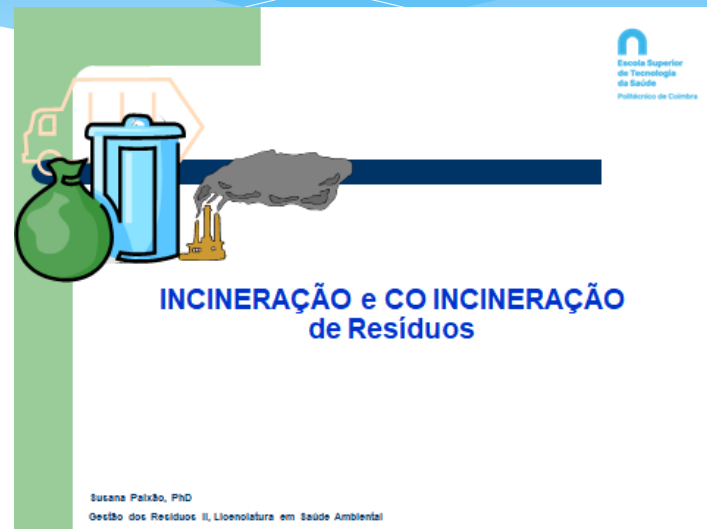 Escola Superior
de Tecnologia
da Saúde
Politécnico de Coimbra
INCINERAÇÃO e CO INCINERAÇÃO
de Resíduos
Susana Paixão, PhD
Gestão dos Resíduos II, Licenciatura em Saúde Ambiental